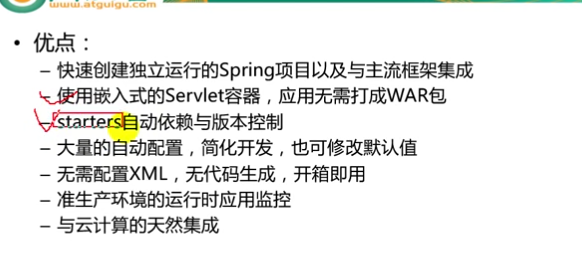 www.atguigu.com
• 优点：
– 快速创建独立运行的Spring项目以及与主流框架集成
– 使用嵌入式的Servlet容器，应用无需打成WAR包
– starters自动依赖与版本控制
– 大量的自动配置，简化开发，也可修改默认值
– 无需配置XML，无代码生成，开箱即用
– 准生产环境的运行时应用监控
– 与云计算的天然集成